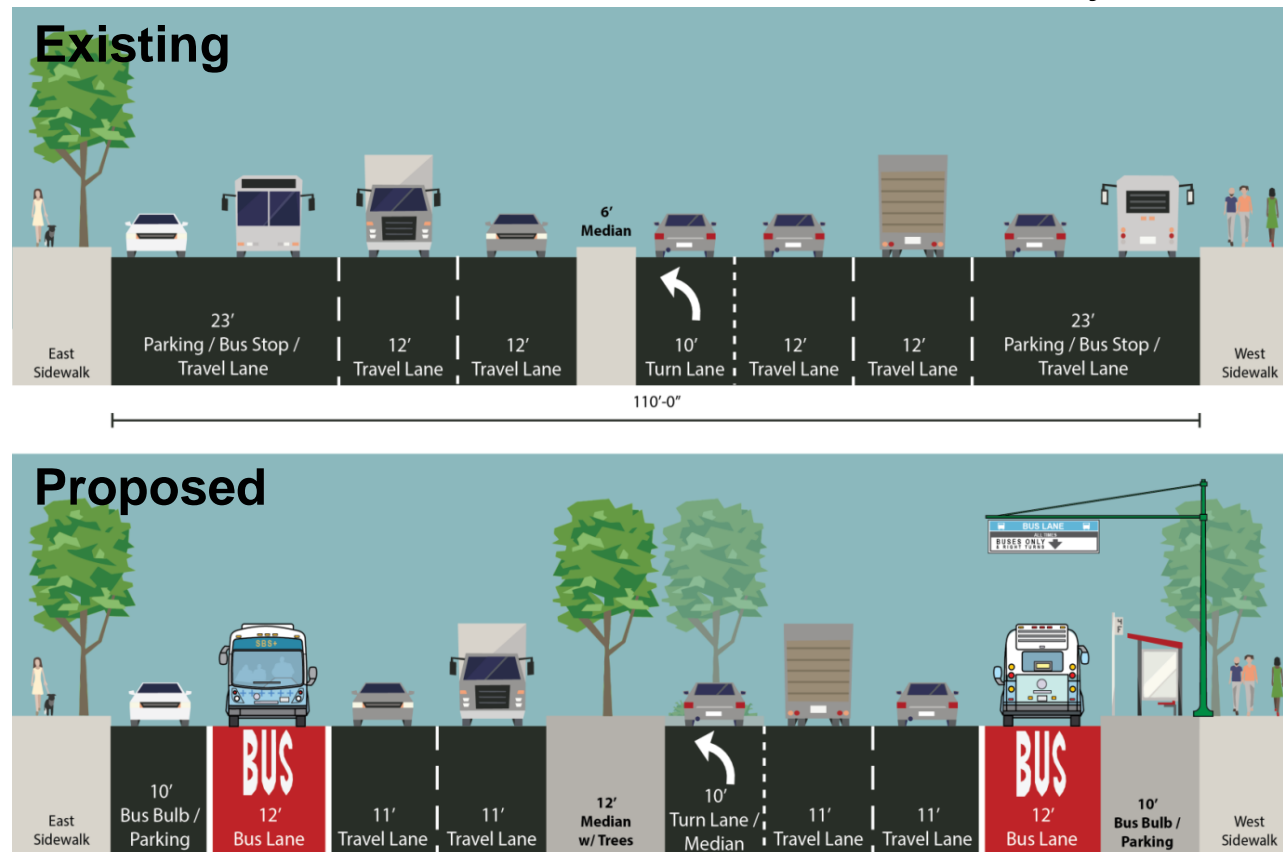 Existing
6'
Median
East
Sidewalk
23'
Parking / Bus Stop /
Travel Lane
12'
Travel Lane
12'
Travel Lane
10'
Turn Lane
12'
Travel Lane
12'
Travel Lane
23'
Parking / Bus Stop /
Travel Lane
West
Sidewalk
110'-0"
Proposed
BUS LANE
ALL TIMES
BUSES ONLY
& RIGHT TURNS
SBS+
East
Sidewalk
10'
Bus Bulb /
Parking
BUS
12'
Bus Lane
11'
Travel Lane
11'
Travel Lane
12'
Median
w/ Trees
10'
Turn Lane /
Median
11'
Travel Lane
11'
Travel Lane
BUS
12'
Bus Lane
10'
Bus Bulb /
Parking
West
Sidewalk